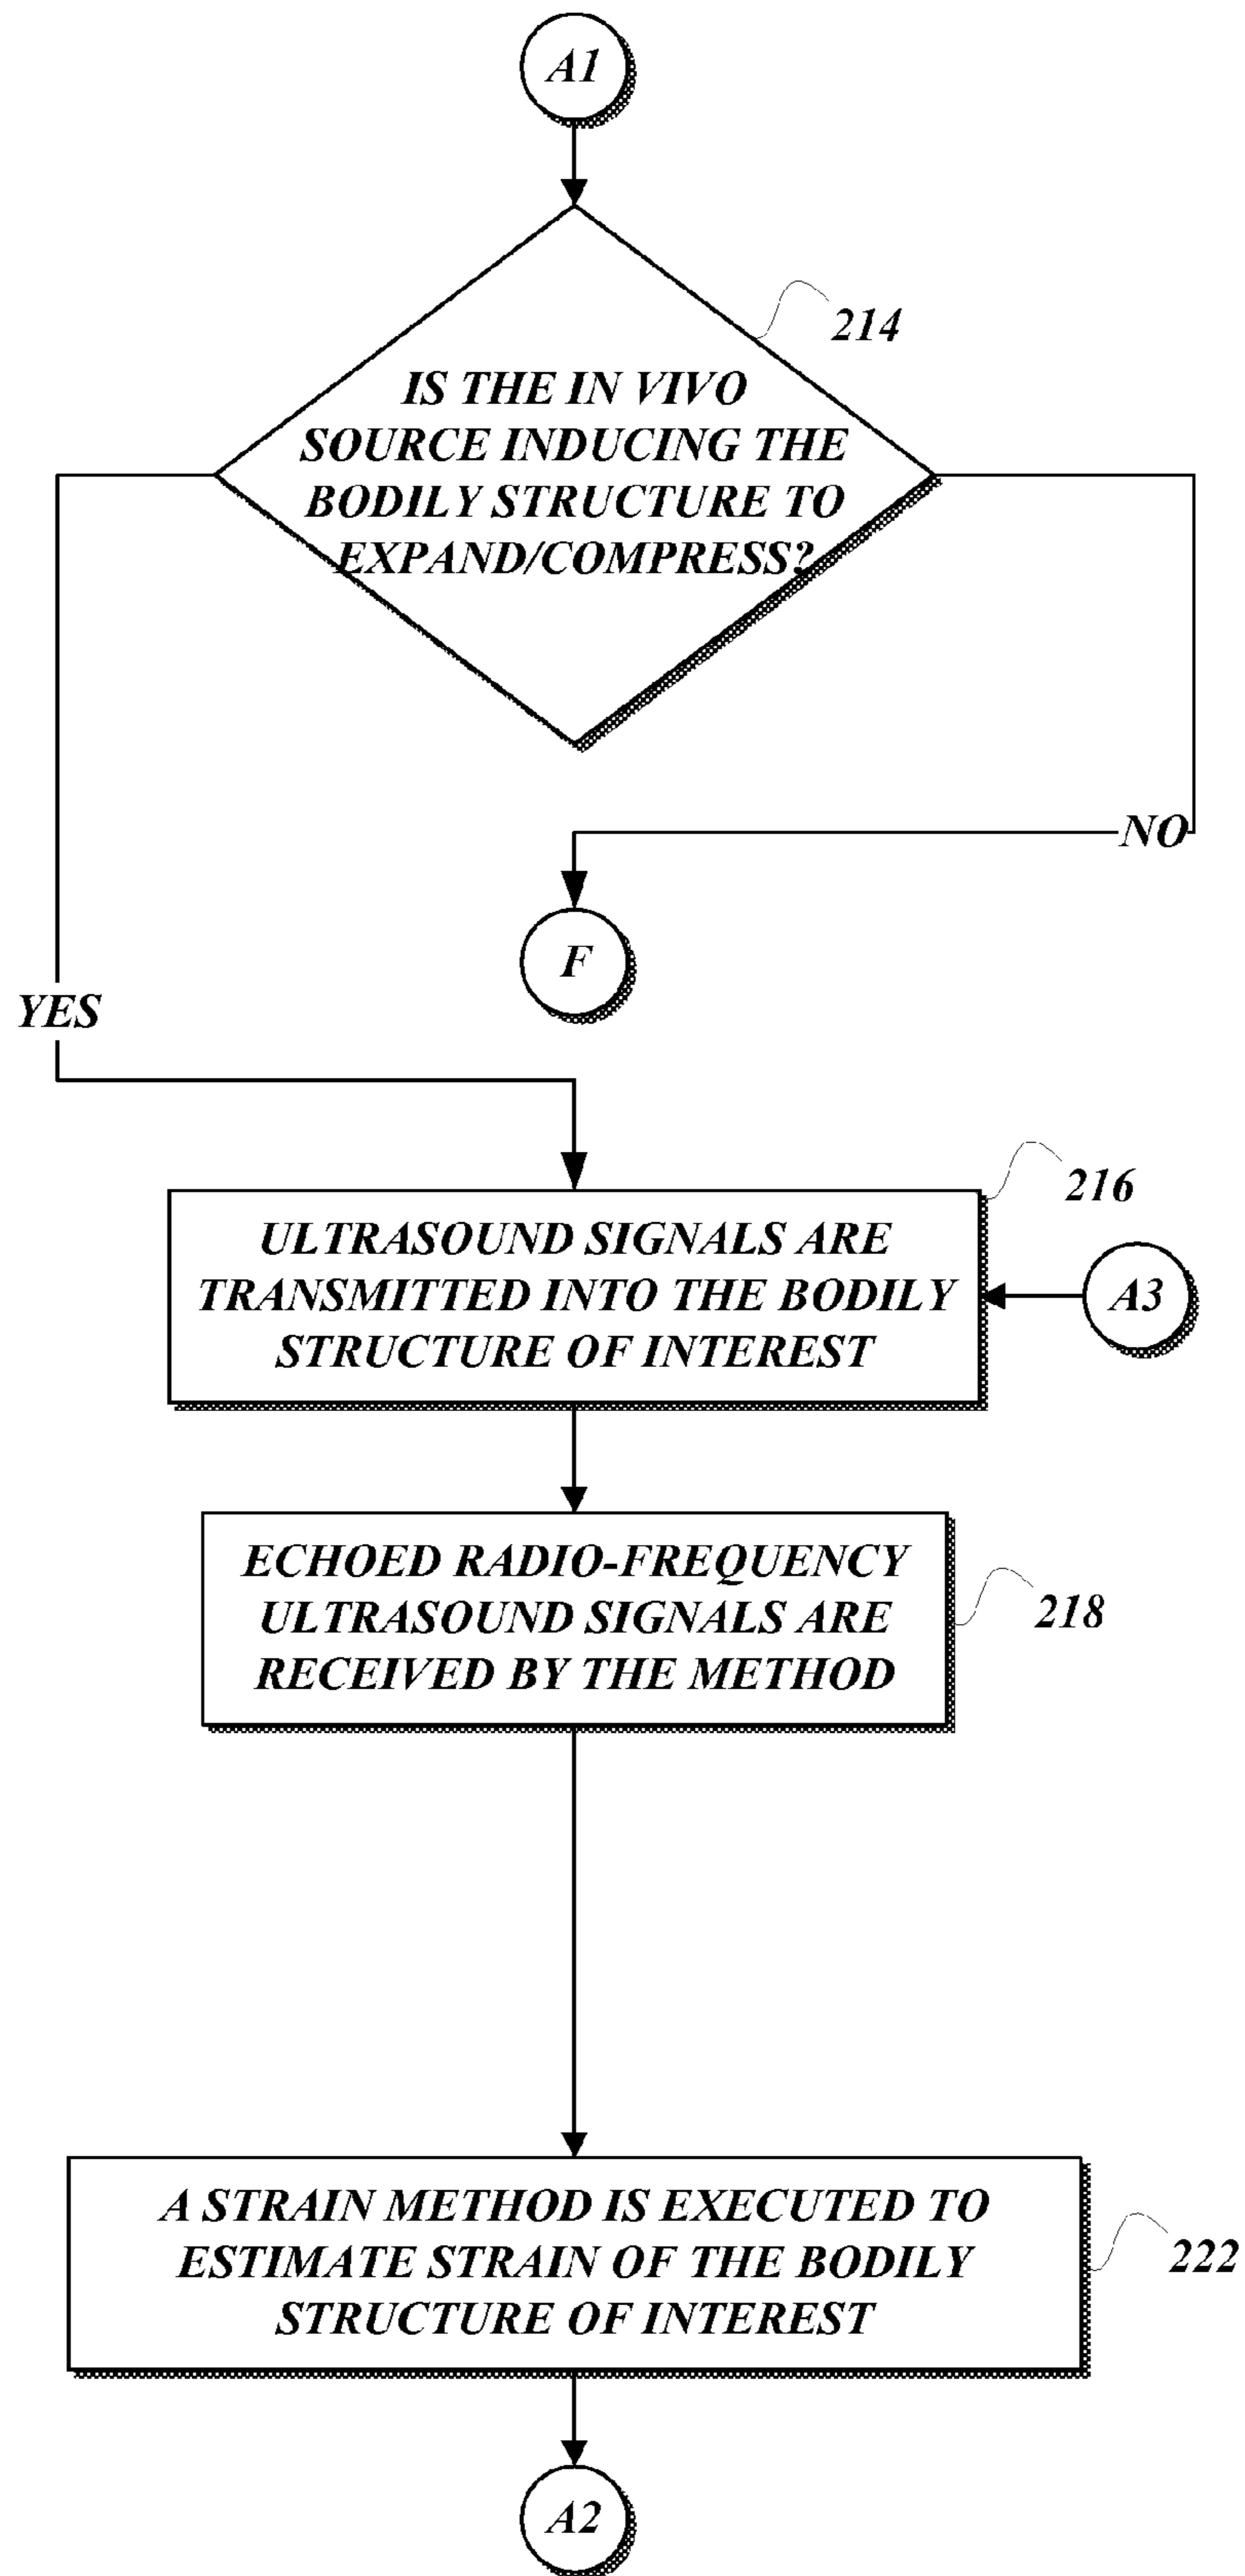 A1
214
IS THE IN VIVO
SOURCE INDUCING THE
BODILY STRUCTURE TO
EXPAND/COMPRESS?
NO
F
YES
216
ULTRASOUND SIGNALS ARE
TRANSMITTED INTO THE BODILY
STRUCTURE OF INTEREST
A3
ECHOED RADIO-FREQUENCY
ULTRASOUND SIGNALS ARE
RECEIVED BY THE METHOD
218
A STRAIN METHOD IS EXECUTED TO
ESTIMATE STRAIN OF THE BODILY
STRUCTURE OF INTEREST
222
A2